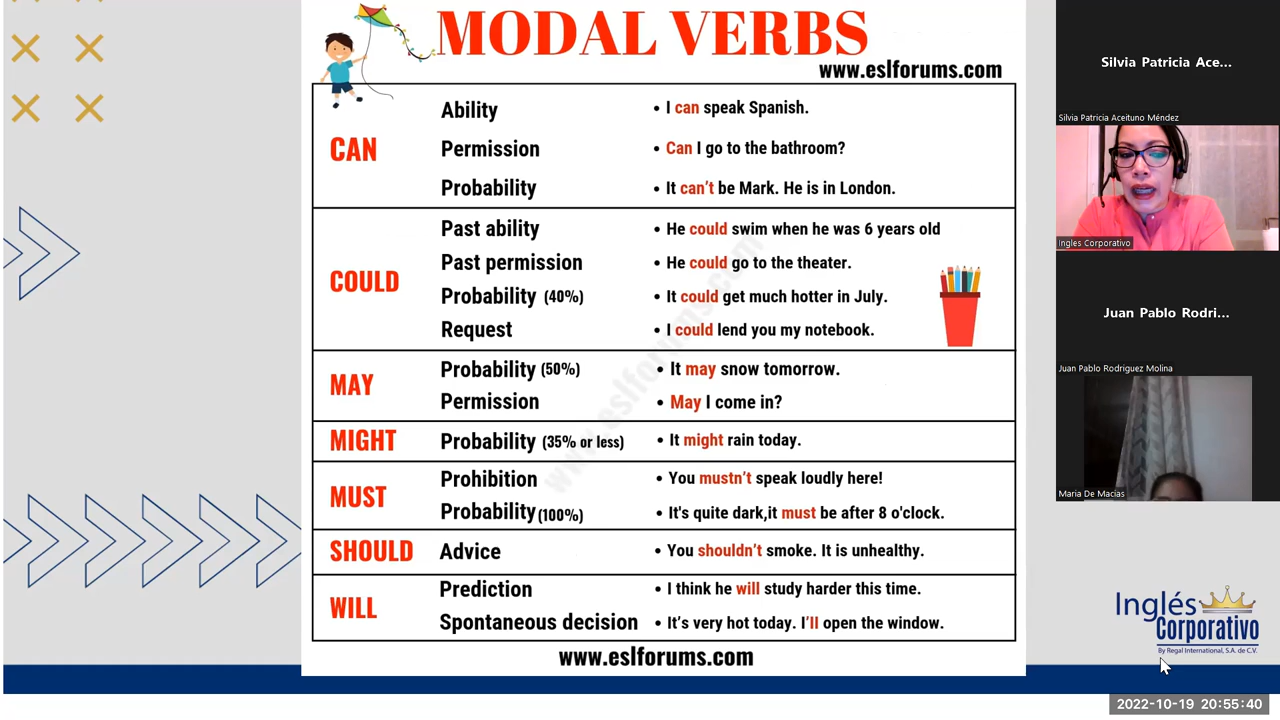 MODAL VERBS
www.eslforums.com
CAN
Ability
• I can speak Spanish.
Permission
• Can I go to the bathroom?
Probability
• It can't be Mark. He is in London.
COULD
Past ability
• He could swim when he was 6 years old
Past permission
• He could go to the theater.
Probability (40%)
• It could get much hotter in July.
Request
• I could lend you my notebook.
MAY
Probability (50%)
• It may snow tomorrow.
Permission
• May I come in?
MIGHT
Probability (35% or less)
• It might rain today.
MUST
Prohibition
• You mustn't speak loudly here!
Probability (100%)
• It's quite dark,it must be after 8 o'clock.
SHOULD
Advice
• You shouldn't smoke. It is unhealthy.
WILL
Prediction
• I think he will study harder this time.
Spontaneous decision
• It's very hot today. I'll open the window.
www.eslforums.com
www.eslforums.com
Silvia Patricia Ace...
Silvia Patricia Aceituno Méndez
Ingles Corporativo
Juan Pablo Rodri...
Juan Pablo Rodriguez Molina
Maria De Macias
Inglés
Corporativo
By Regal International, S.A. de C.V.
2022-10-19 20:55:40